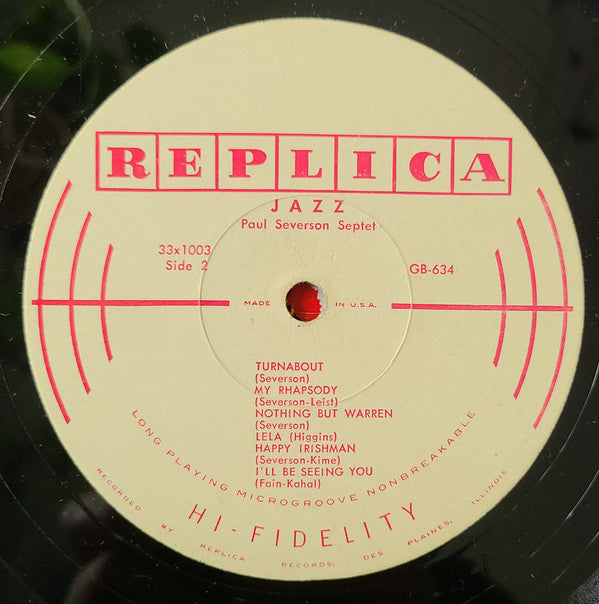 REPLICA
JAZZ
Paul Severson Septet
33x1003
Side 2
GB-634
MADE IN U.S.A.
TURNABOUT
(Severson)
MY RHAPSODY
(Severson-Leist)
NOTHING BUT WARREN
(Severson)
LELA (Higgins)
HAPPY IRISHMAN
(Severson-Kime)
I'LL BE SEEING YOU
(Fain-Kahal)
LONG PLAYING MICROGROOVE NONBREAKABLE
HI-FIDELITY
RECORDED BY REPLICA RECORDS, DES PLAINES, ILLINOIS